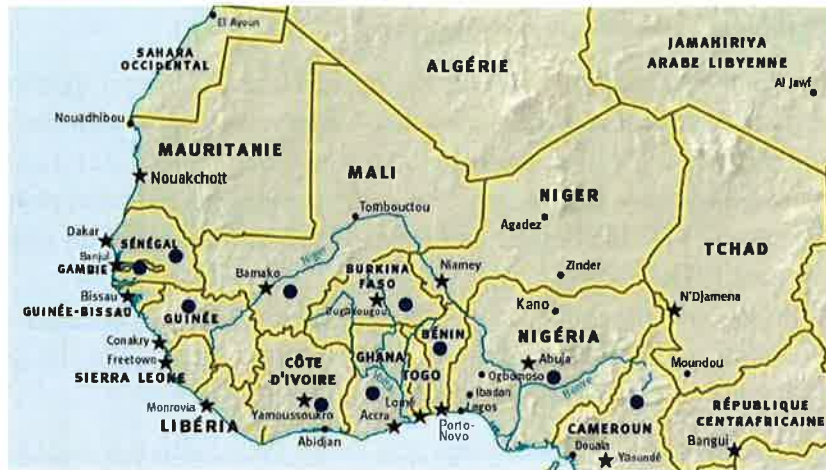 El Ayoun
SAHARA
OCCIDENTAL
ALGÉRIE
JAMAHIRIYA
ARABE LIBYENNE
Al Jawf
Nouadhibou
MAURITANIE
Nouakchott
MALI
NIGER
Tombouctou
Agadez
TCHAD
Dakar
SÉNÉGAL
Banjul
GAMBIE
Niger
Bamako
BURKINA
FASO
Niamey
Zinder
Bissau
GUINÉE-BISSAU
GUINÉE
Ouagadougou
Kano
N'Djamena
BÉNIN
NIGÉRIA
Conakry
Freetown
SIERRA LEONE
CÔTE
D'IVOIRE
GHANA
TOGO
Abuja
Ogbomoso
Bénoué
Moundou
Ibadan
Monrovia
LIBÉRIA
Yamoussoukro
Volta
Lomé
Accra
Lagos
Porto-
Novo
Abidjan
CAMEROUN
Douala
Yaoundé
RÉPUBLIQUE
CENTRAFRICAINE
Bangui